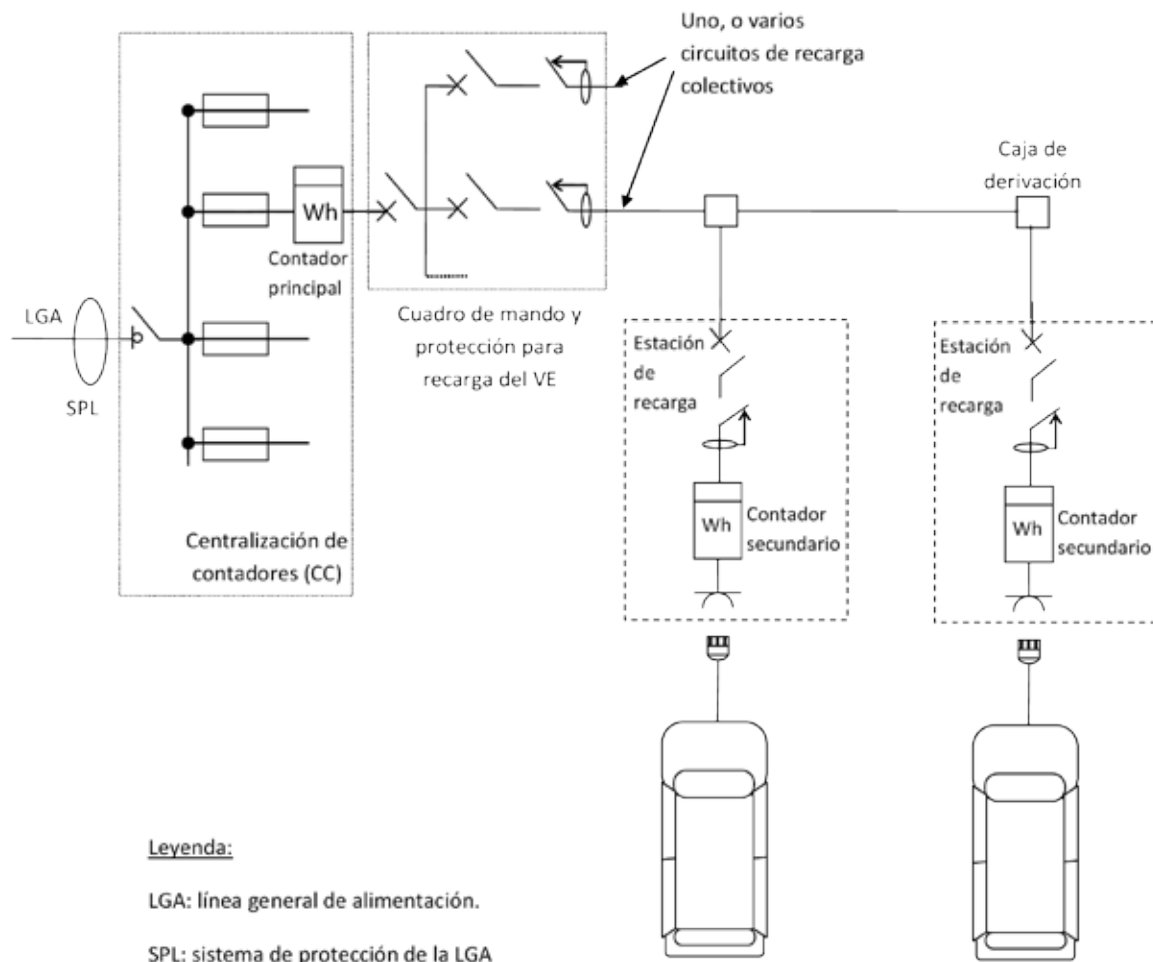 Uno, o varios
circuitos de recarga
colectivos
Caja de
derivación
Wh
Contador
principal
LGA
SPL
Cuadro de mando y
protección para
recarga del VE
Centralización de
contadores (CC)
Estación
de
recarga
Wh
Contador
secundario
Estación
de
recarga
Wh
Contador
secundario
Leyenda:
LGA: línea general de alimentación.
SPL: sistema de protección de la LGA